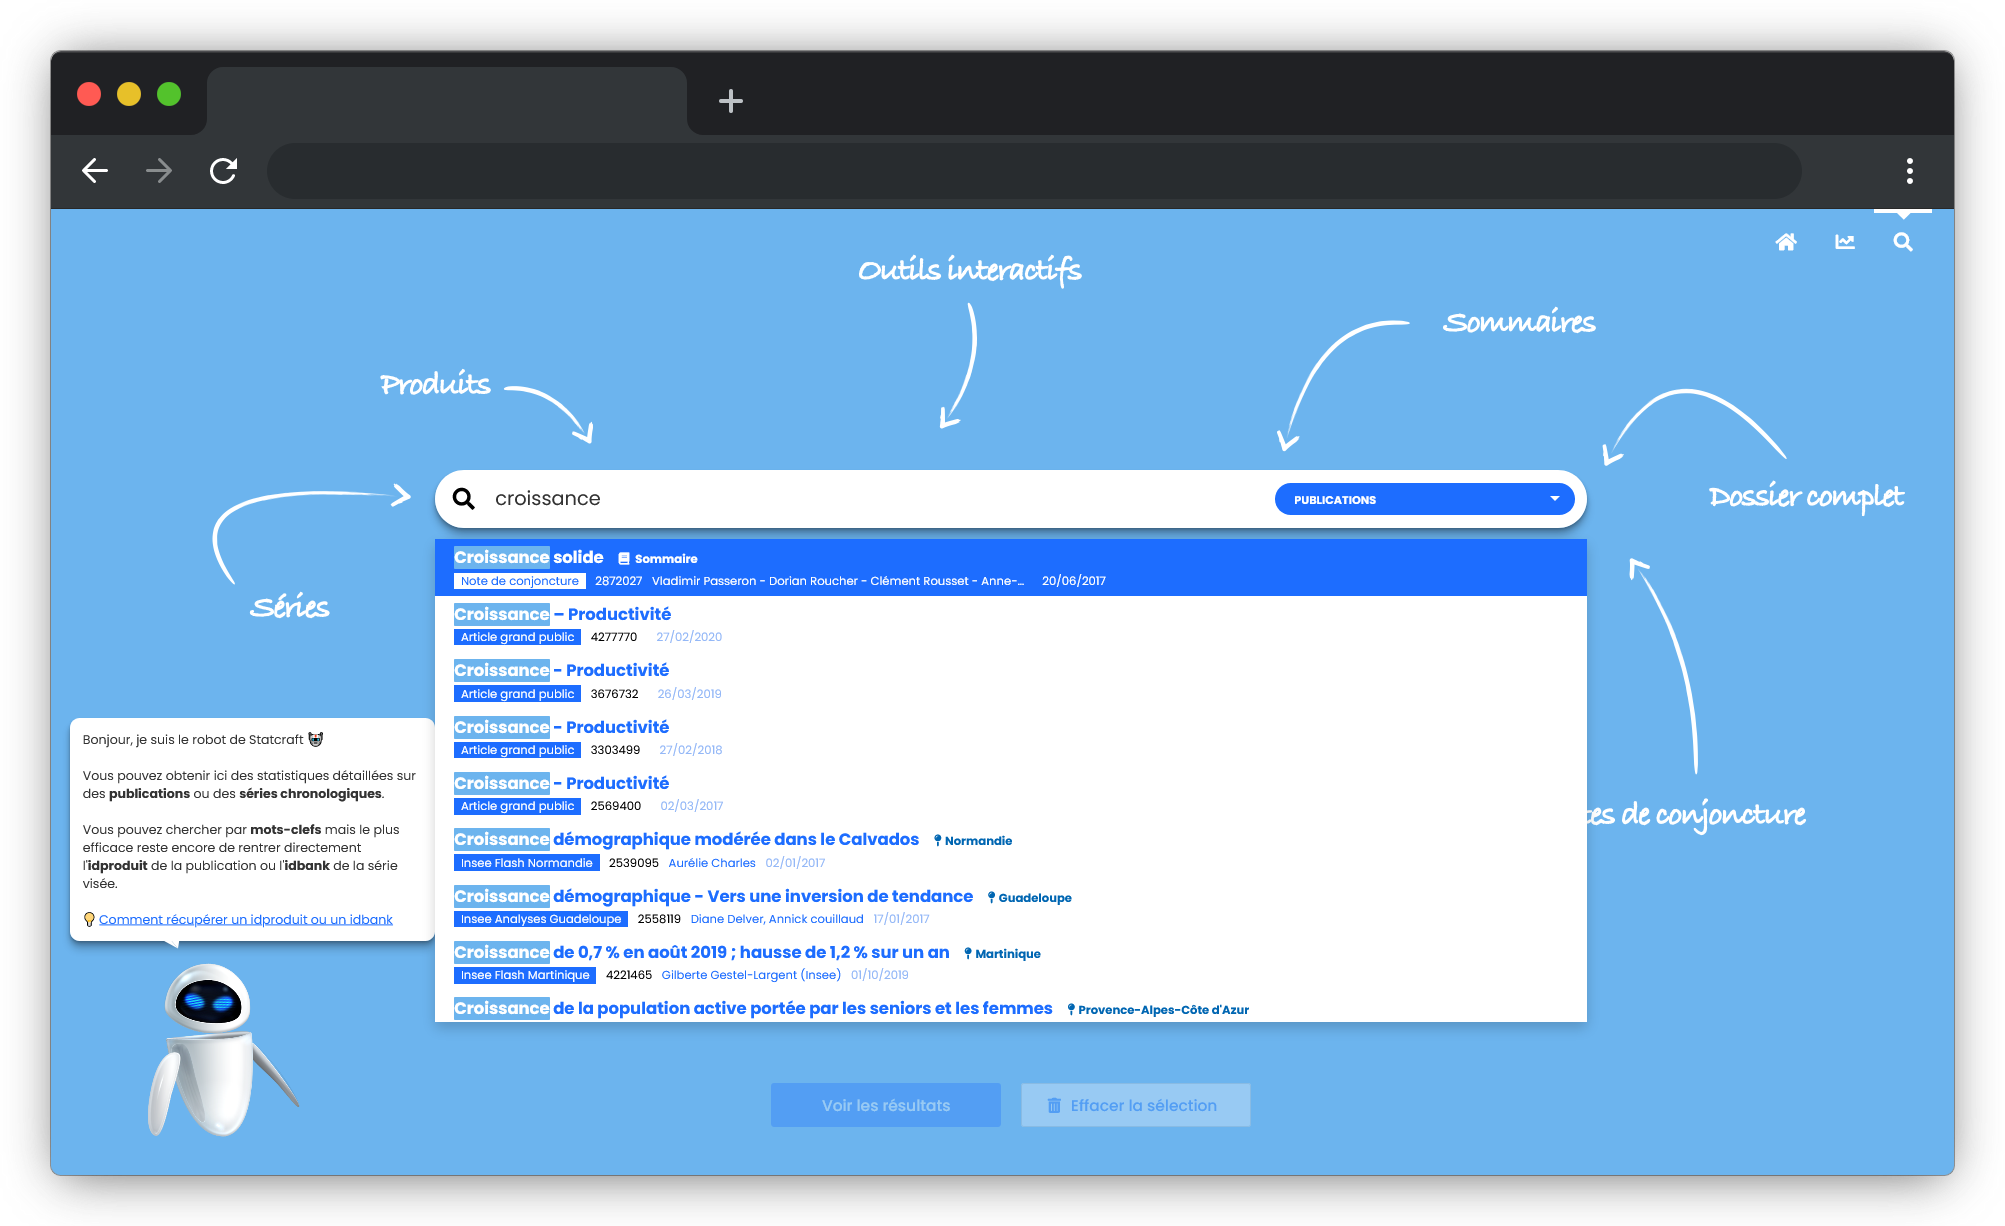 Outils interactifs
Sommaires
Produits
Dossier complet
Séries
croissance
PUBLICATIONS
Croissance solide Sommaire
Note de conjoncture 2872027 Vladimir Passeron - Dorian Roucher - Clément Rousset - Anne-... 20/06/2017
Croissance – Productivité
Article grand public 4277770 27/02/2020
Croissance - Productivité
Article grand public 3676732 26/03/2019
Croissance - Productivité
Article grand public 3303499 27/02/2018
Croissance - Productivité
Article grand public 2569400 02/03/2017
Croissance démographique modérée dans le Calvados Normandie
Insee Flash Normandie 2539095 Aurélie Charles 02/01/2017
Croissance démographique - Vers une inversion de tendance Guadeloupe
Insee Analyses Guadeloupe 2558119 Diane Delver, Annick couillaud 17/01/2017
Croissance de 0,7 % en août 2019 ; hausse de 1,2 % sur un an Martinique
Insee Flash Martinique 4221465 Gilberte Gestel-Largent (Insee) 01/10/2019
Croissance de la population active portée par les seniors et les femmes Provence-Alpes-Côte d'Azur
tes de conjoncture
Bonjour, je suis le robot de Statcraft
Vous pouvez obtenir ici des statistiques détaillées sur
des publications ou des séries chronologiques.
Vous pouvez chercher par mots-clefs mais le plus
efficace reste encore de rentrer directement
l'idproduit de la publication ou l'idbank de la série
visée.
Comment récupérer un idproduit ou un idbank
Voir les résultats
Effacer la sélection